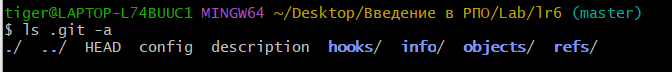 tiger@LAPTOP-L74BUUC1 MINGW64 ~/Desktop/Введение в РПО/Lab/lr6 (master)
$ ls .git -a
./  ../  HEAD  config  description  hooks/  info/  objects/  refs/